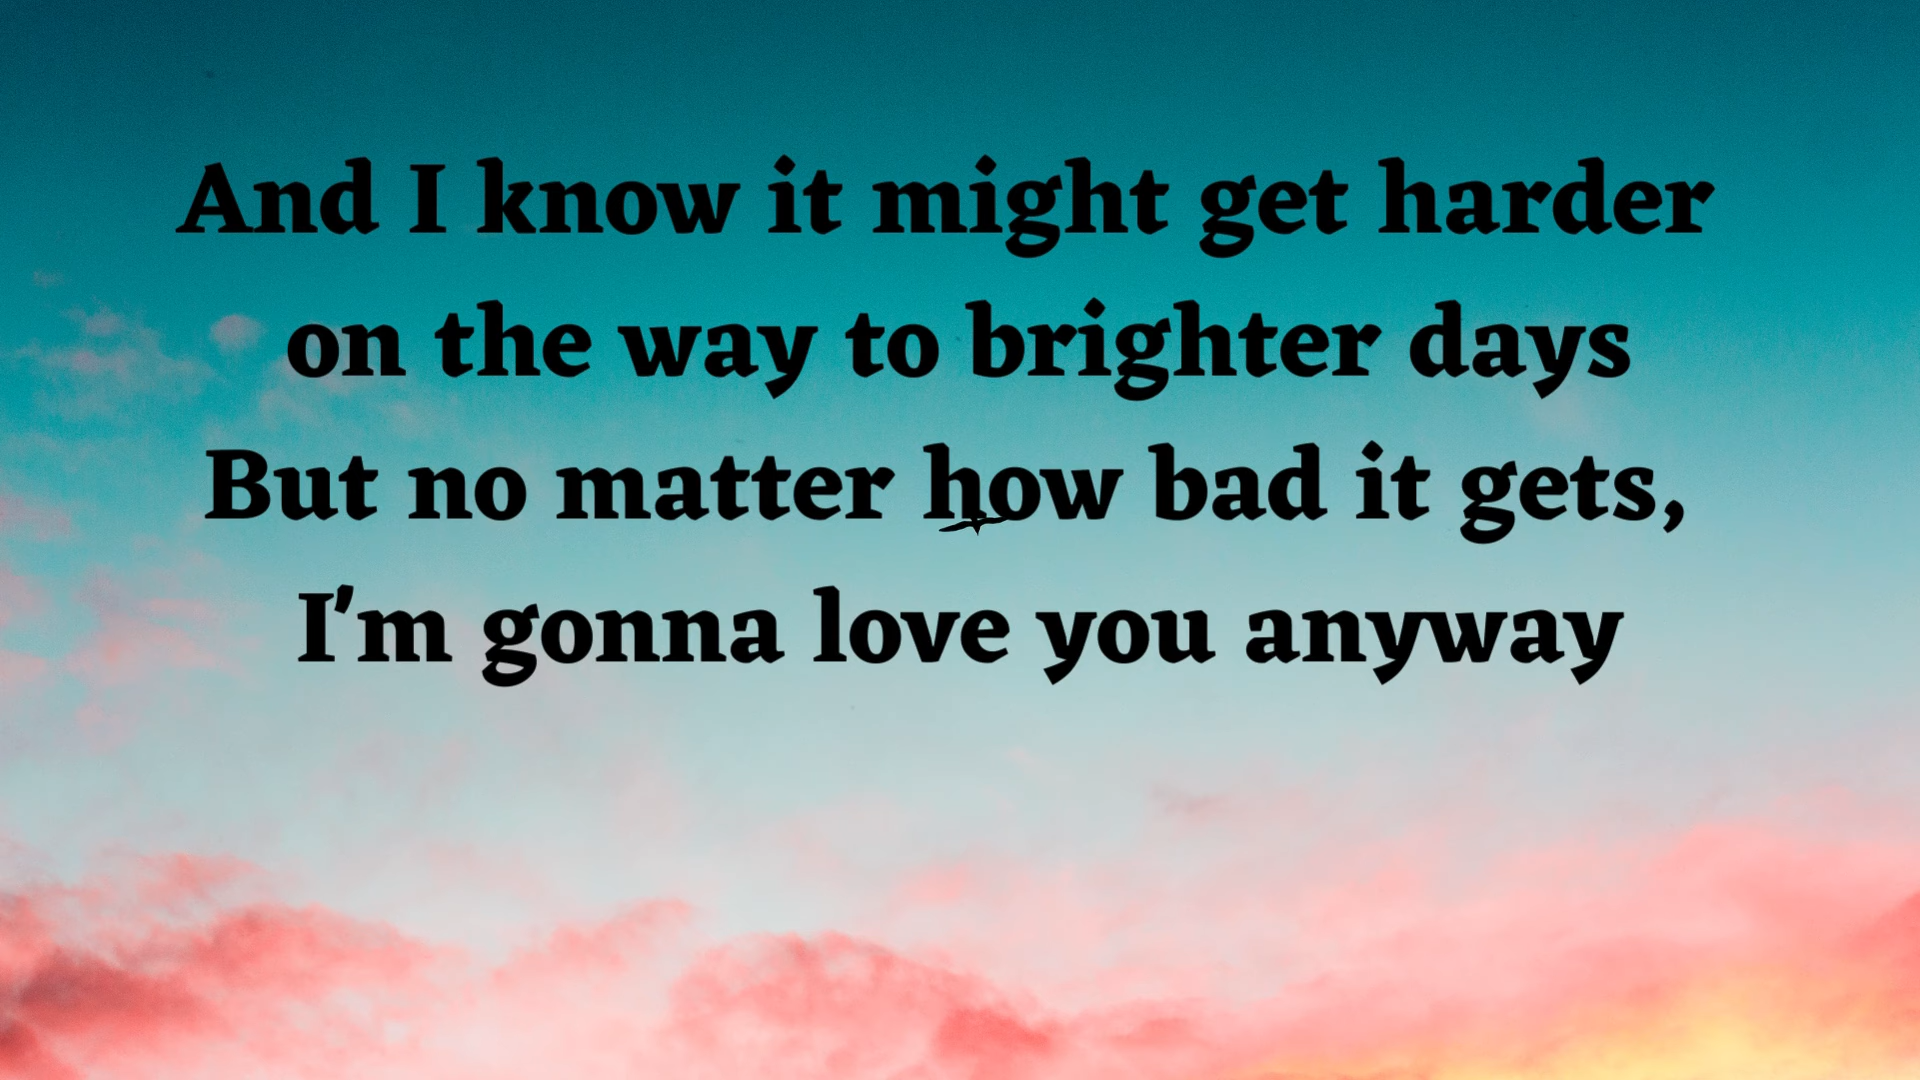 And I know it might get harder
on the way to brighter days
But no matter how bad it gets,
I'm gonna love you anyway